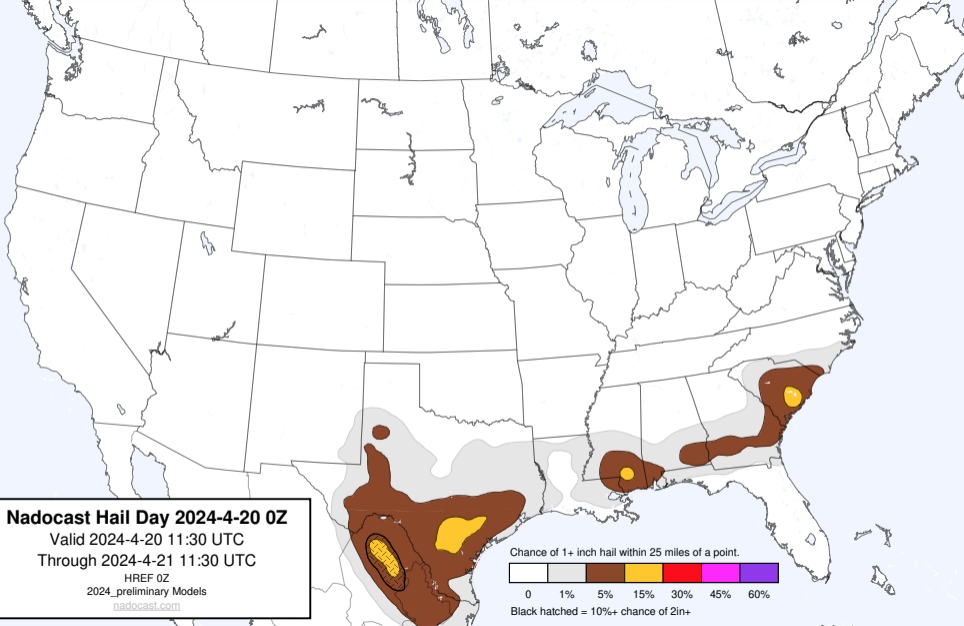 Nadocast Hail Day 2024-4-20 0Z
Valid 2024-4-20 11:30 UTC
Through 2024-4-21 11:30 UTC
HREF 0Z
2024_preliminary Models
nadocast.com
Chance of 1+ inch hail within 25 miles of a point.
0 1% 5% 15% 30% 45% 60%
Black hatched = 10%+ chance of 2in+